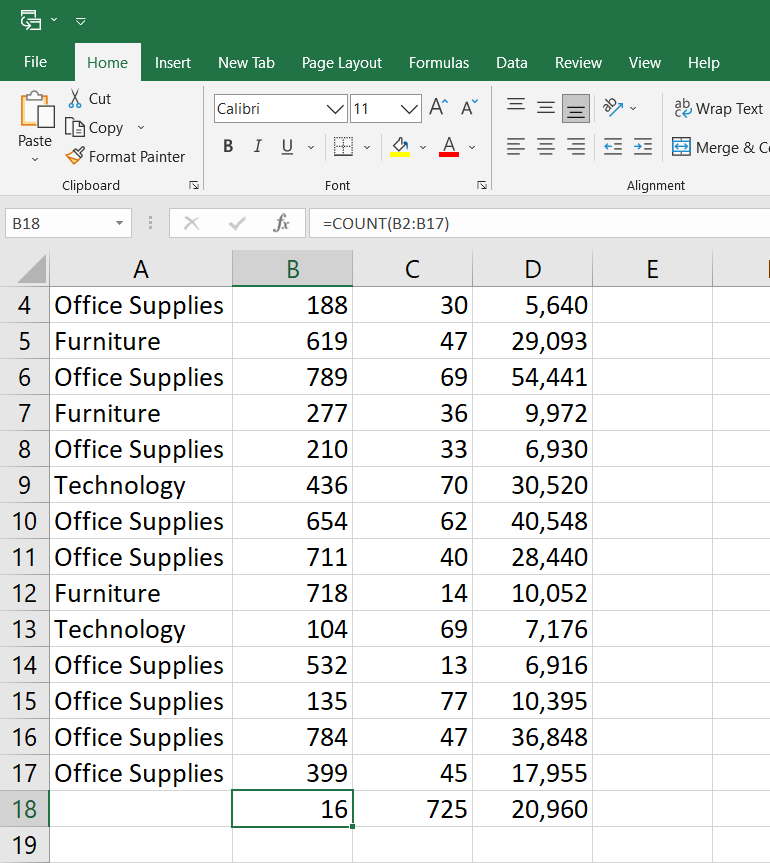 File Home Insert New Tab Page Layout Formulas Data Review View Help
Paste
Cut
Copy
Format Painter
Clipboard
Calibri 11 A A
B I U A
Font
ab Wrap Text
Merge & C
Alignment
B18 fx =COUNT(B2:B17)
A B C D E
4 Office Supplies 188 30 5,640
5 Furniture 619 47 29,093
6 Office Supplies 789 69 54,441
7 Furniture 277 36 9,972
8 Office Supplies 210 33 6,930
9 Technology 436 70 30,520
10 Office Supplies 654 62 40,548
11 Office Supplies 711 40 28,440
12 Furniture 718 14 10,052
13 Technology 104 69 7,176
14 Office Supplies 532 13 6,916
15 Office Supplies 135 77 10,395
16 Office Supplies 784 47 36,848
17 Office Supplies 399 45 17,955
18 16 725 20,960
19